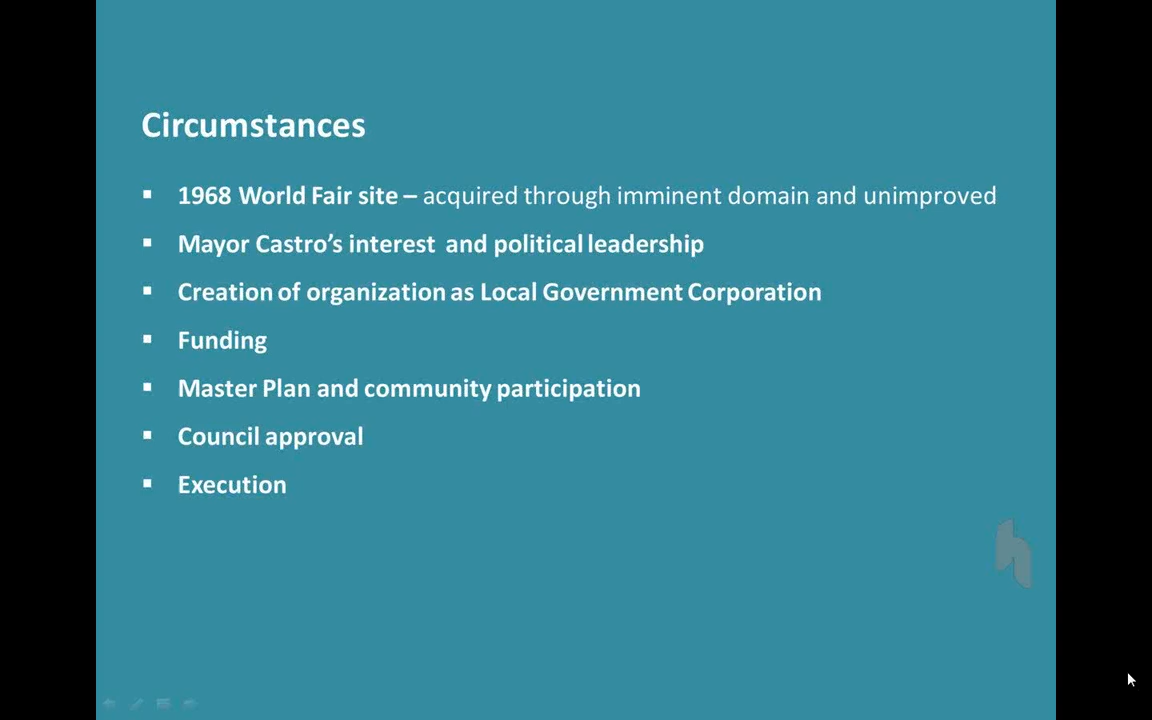 Circumstances
▪ 1968 World Fair site – acquired through imminent domain and unimproved
▪ Mayor Castro’s interest and political leadership
▪ Creation of organization as Local Government Corporation
▪ Funding
▪ Master Plan and community participation
▪ Council approval
▪ Execution